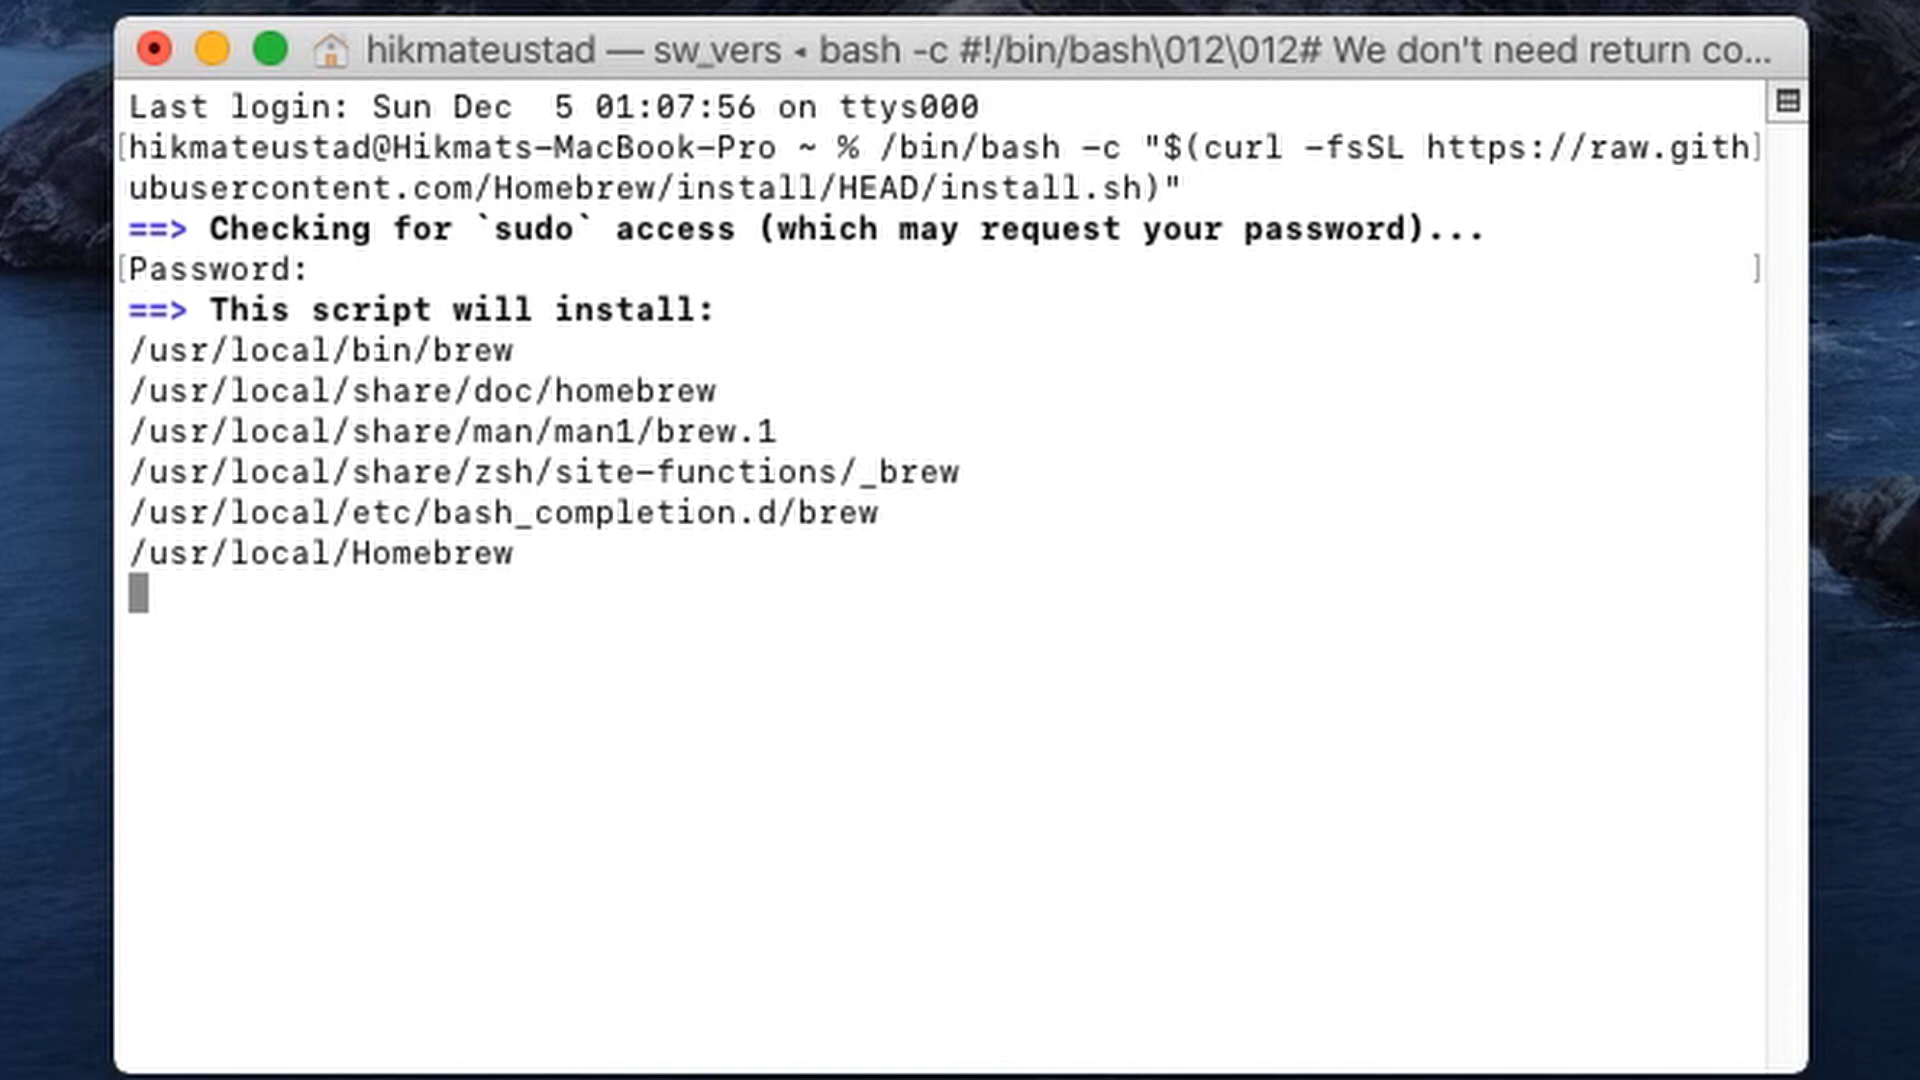 hikmateustad — sw_vers ◂ bash -c #!/bin/bash\012\012# We don't need return co...
Last login: Sun Dec  5 01:07:56 on ttys000
[hikmateustad@Hikmats-MacBook-Pro ~ % /bin/bash -c "$(curl -fsSL https://raw.gith]
ubusercontent.com/Homebrew/install/HEAD/install.sh)"
==> Checking for `sudo` access (which may request your password)...
[Password: ]
==> This script will install:
/usr/local/bin/brew
/usr/local/share/doc/homebrew
/usr/local/share/man/man1/brew.1
/usr/local/share/zsh/site-functions/_brew
/usr/local/etc/bash_completion.d/brew
/usr/local/Homebrew